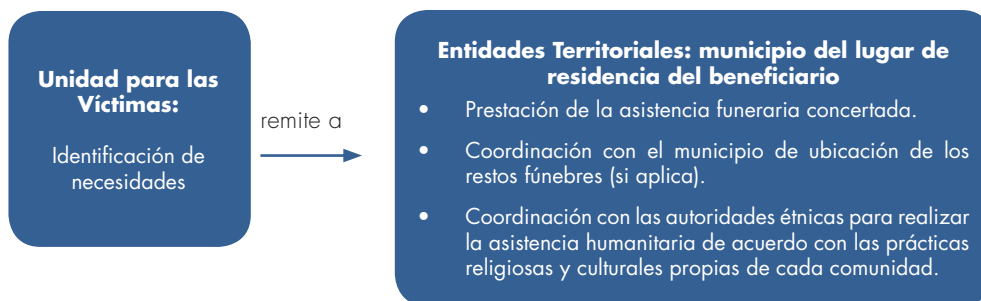 Unidad para las
Víctimas:
Identificación de
necesidades
remite a
Entidades Territoriales: municipio del lugar de
residencia del beneficiario
• Prestación de la asistencia funeraria concertada.
• Coordinación con el municipio de ubicación de los
restos fúnebres (si aplica).
• Coordinación con las autoridades étnicas para realizar
la asistencia humanitaria de acuerdo con las prácticas
religiosas y culturales propias de cada comunidad.